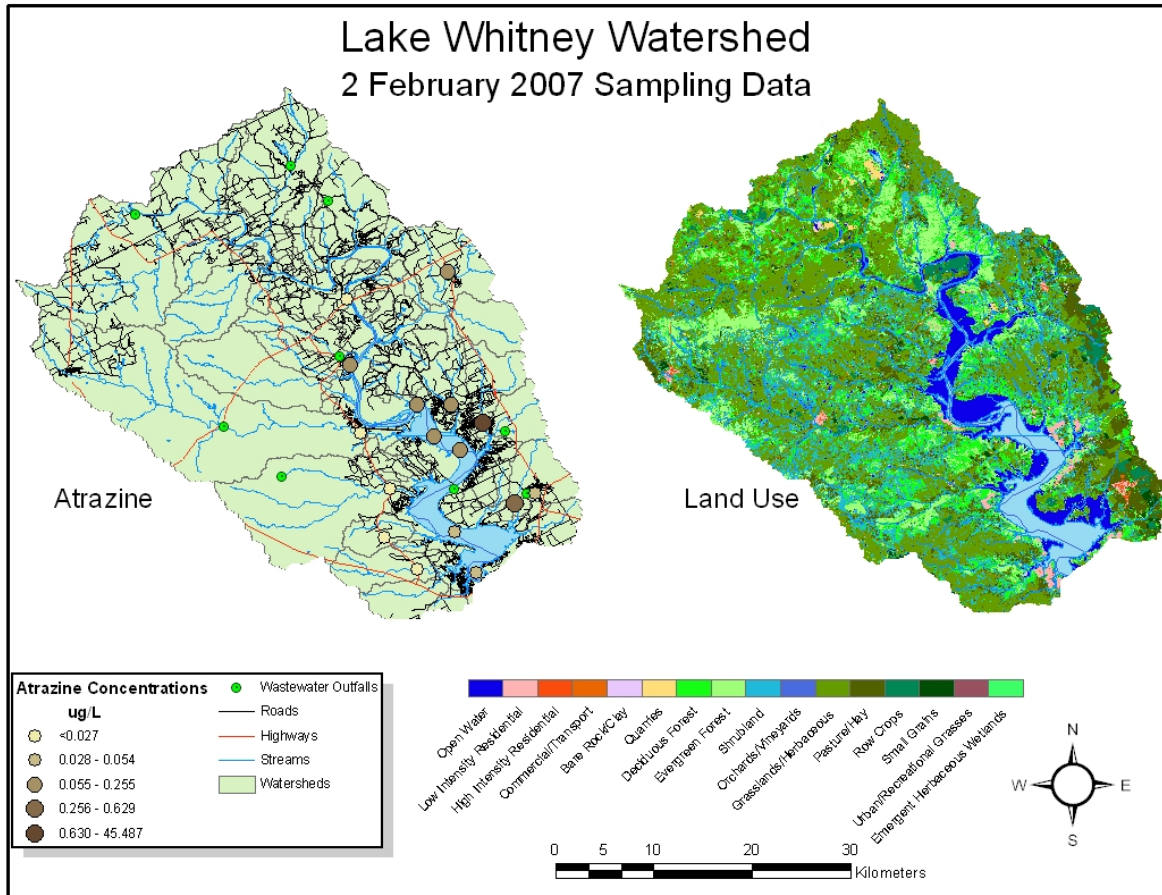 Lake Whitney Watershed
2 February 2007 Sampling Data
Atrazine
Land Use
Atrazine Concentrations
ug/L
<0.027
0.028 - 0.054
0.055 - 0.255
0.256 - 0.629
0.630 - 45.487
Wastewater Outfalls
Roads
Highways
Streams
Watersheds
Open Water
Low Intensity Residential
High Intensity Residential
Commercial/Transport
Bare Rock/Clay
Quarries
Deciduous Forest
Evergreen Forest
Shrubland
Orchards/Vineyards
Grasslands/Herbaceous
Pasture/Hay
Row Crops
Small Grains
Urban/Recreational Grasses
Emergent Herbaceous Wetlands
N
W E
S
0 5 10 20 30
Kilometers